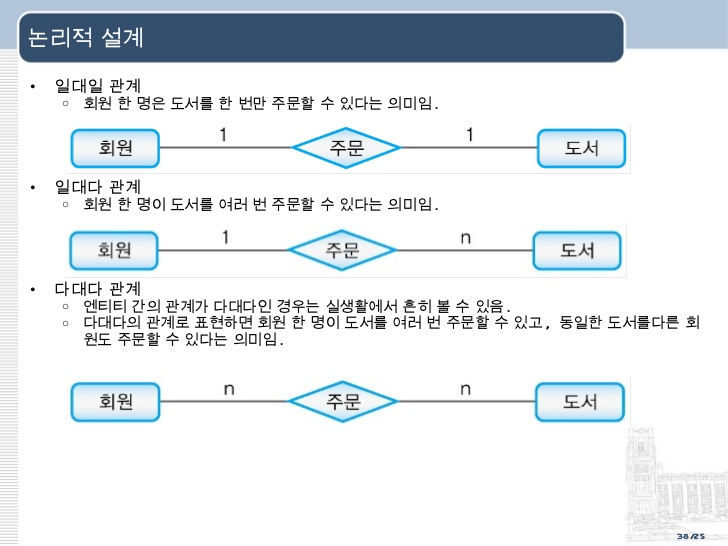 논리적 설계
• 일대일 관계
○ 회원 한 명은 도서를 한 번만 주문할 수 있다는 의미임.
회원 1 주문 1 도서
• 일대다 관계
○ 회원 한 명이 도서를 여러 번 주문할 수 있다는 의미임.
회원 1 주문 n 도서
• 다대다 관계
○ 엔티티 간의 관계가 다대다인 경우는 실생활에서 흔히 볼 수 있음.
○ 다대다의 관계로 표현하면 회원 한 명이 도서를 여러 번 주문할 수 있고, 동일한 도서를다른 회
원도 주문할 수 있다는 의미임.
회원 n 주문 n 도서
38/25